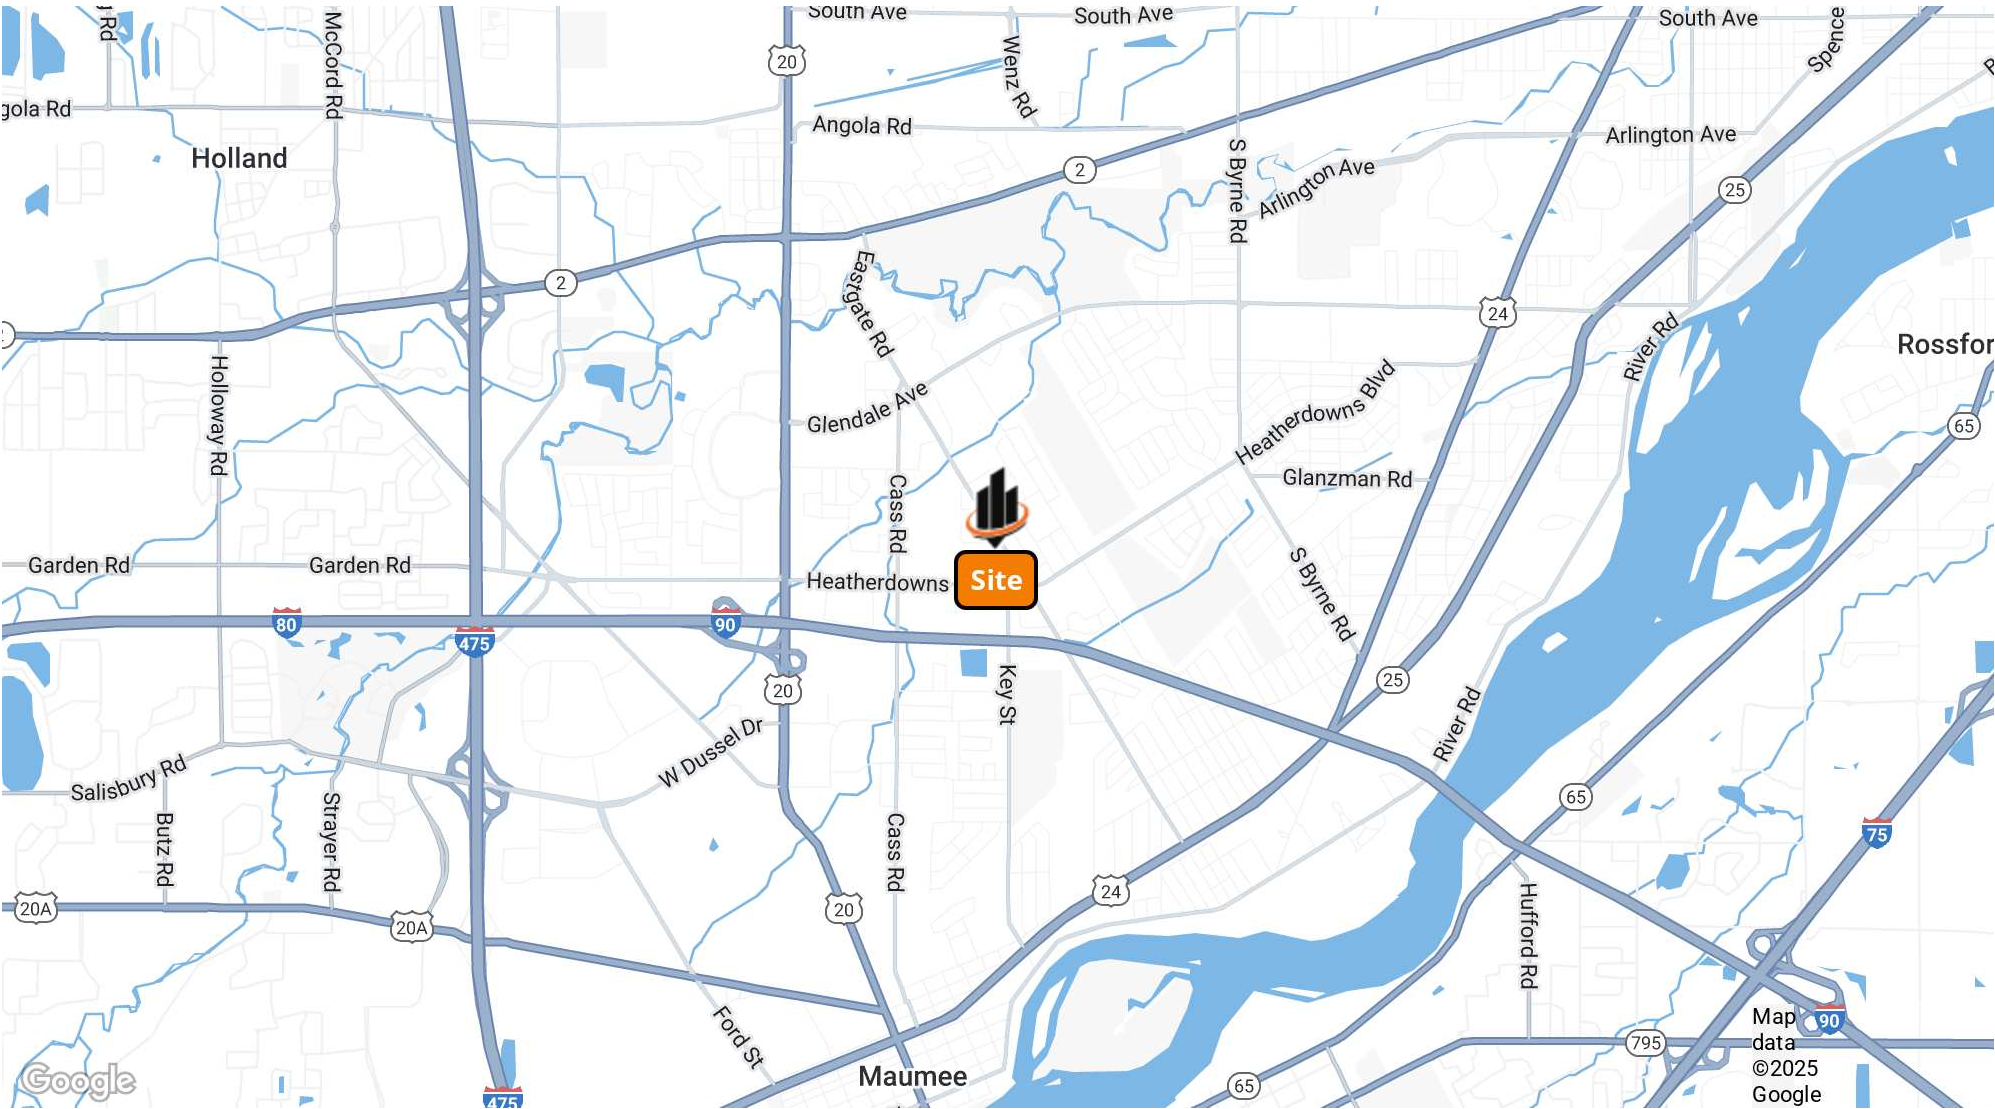 South Ave
South Ave
South Ave
g Rd
McCord Rd
20
Wenz Rd
Spence
gola Rd
Angola Rd
Arlington Ave
Holland
2
S Byrne Rd
Arlington Ave
25
2
Eastgate Rd
24
River Rd
Rossfor
Holloway Rd
Glendale Ave
Heatherdowns Blvd
65
Cass Rd
Glanzman Rd
Garden Rd
Garden Rd
Heatherdowns
Site
S Byrne Rd
80
90
475
20
Key St
25
River Rd
W Dussel Dr
Salisbury Rd
65
Butz Rd
Strayer Rd
Cass Rd
75
20A
20A
20
24
Hufford Rd
Ford St
90
795
Map
data
©2025
Google
Google
Maumee
65
475